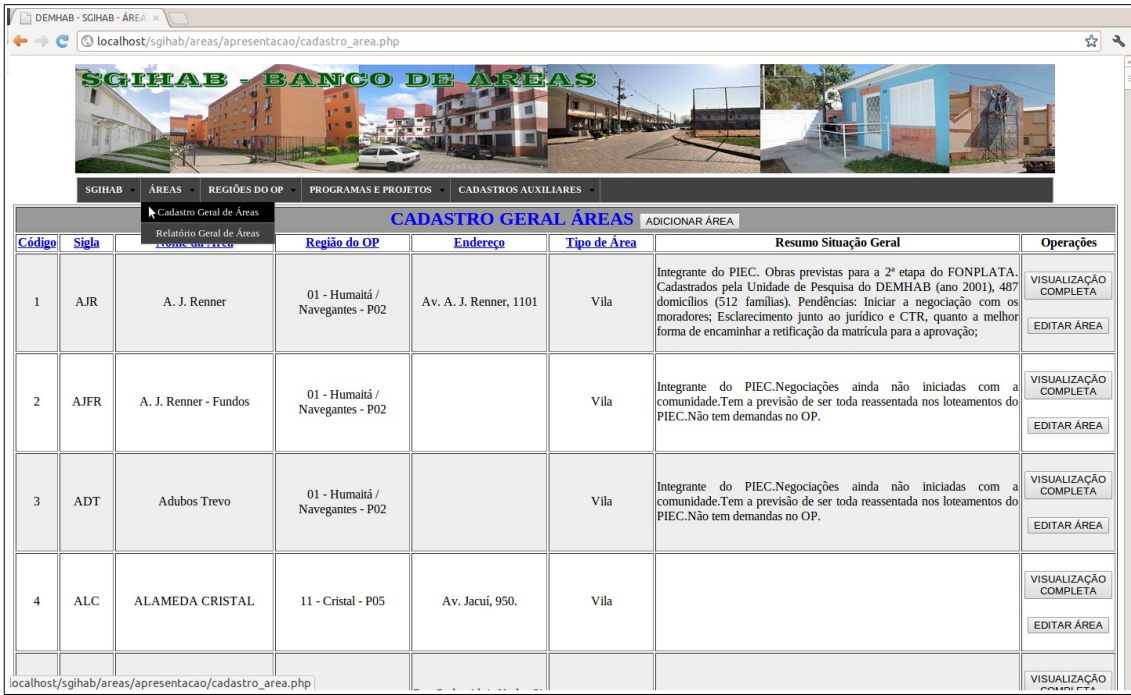 DEMHAB - SGIHAB - ÁREA
localhost/sgihab/areas/apresentacao/cadastro_area.php
SGIHAB - BANCO DE ÁREAS
SGIHAB ÁREAS REGIÕES DO OP PROGRAMAS E PROJETOS CADASTROS AUXILIARES
Cadastro Geral de Áreas
Relatório Geral de Áreas
CADASTRO GERAL ÁREAS ADICIONAR ÁREA
Código Sigla Nome da Área Região do OP Endereço Tipo de Área Resumo Situação Geral Operações
1 AJR A. J. Renner
01 - Humaitá /
Navegantes - P02
Av. A. J. Renner, 1101
Vila
Integrante do PIEC. Obras previstas para a 2ª etapa do FONPLATA.
Cadastrados pela Unidade de Pesquisa do DEMHAB (ano 2001), 487
domicílios (512 famílias). Pendências: Iniciar a negociação com os
moradores; Esclarecimento junto ao jurídico e CTR, quanto a melhor
forma de encaminhar a retificação da matrícula para a aprovação;
VISUALIZAÇÃO
COMPLETA
EDITAR ÁREA
2 AJFR A. J. Renner - Fundos
01 - Humaitá /
Navegantes - P02
Vila
Integrante do PIEC.Negociações ainda não iniciadas com a
comunidade.Tem a previsão de ser toda reassentada nos loteamentos do
PIEC.Não tem demandas no OP.
VISUALIZAÇÃO
COMPLETA
EDITAR ÁREA
3 ADT Adubos Trevo
01 - Humaitá /
Navegantes - P02
Vila
Integrante do PIEC.Negociações ainda não iniciadas com a
comunidade.Tem a previsão de ser toda reassentada nos loteamentos do
PIEC.Não tem demandas no OP.
VISUALIZAÇÃO
COMPLETA
EDITAR ÁREA
4 ALC ALAMEDA CRISTAL 11 - Cristal - P05 Av. Jacuí, 950. Vila
VISUALIZAÇÃO
COMPLETA
EDITAR ÁREA
VISUALIZAÇÃO
COMPLETA
localhost/sgihab/areas/apresentacao/cadastro_area.php